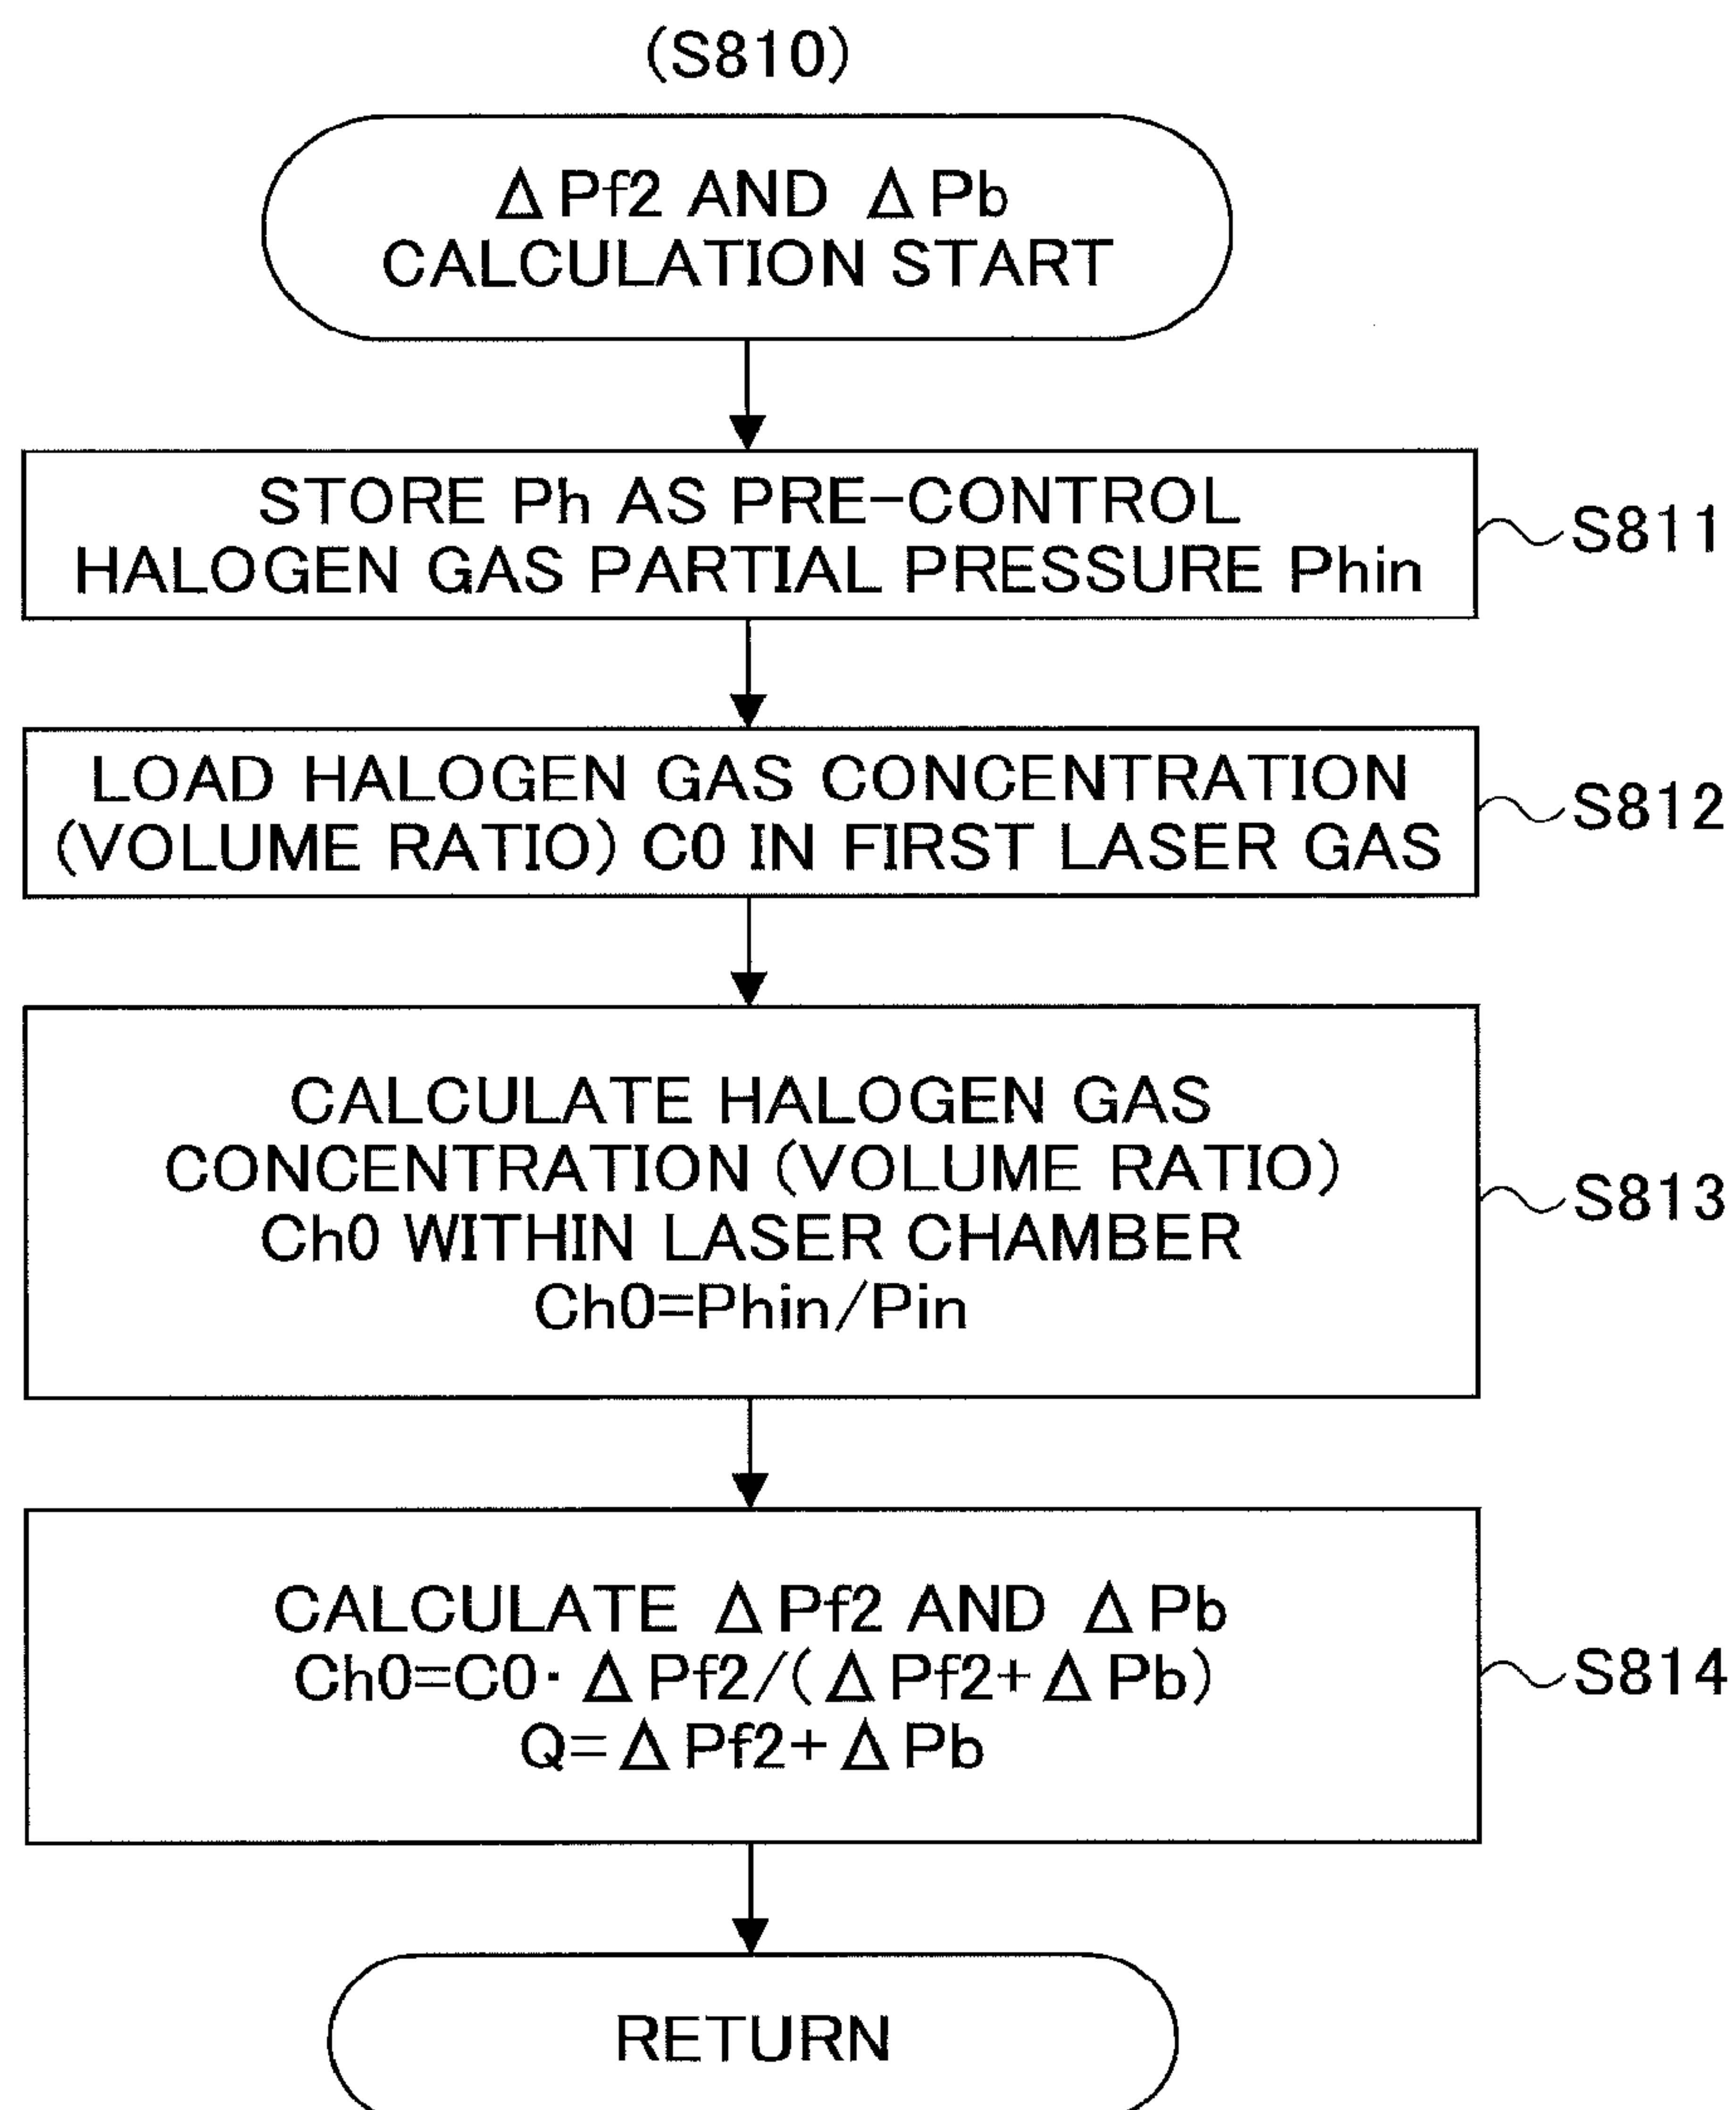 (S810)
ΔPf2 AND ΔPb
CALCULATION START
STORE Ph AS PRE-CONTROL
HALOGEN GAS PARTIAL PRESSURE Phin
S811
LOAD HALOGEN GAS CONCENTRATION
(VOLUME RATIO) C0 IN FIRST LASER GAS
S812
CALCULATE HALOGEN GAS
CONCENTRATION (VOLUME RATIO)
Ch0 WITHIN LASER CHAMBER
Ch0=Phin/Pin
S813
CALCULATE ΔPf2 AND ΔPb
Ch0=C0·ΔPf2/(ΔPf2+ΔPb)
Q=ΔPf2+ΔPb
S814
RETURN